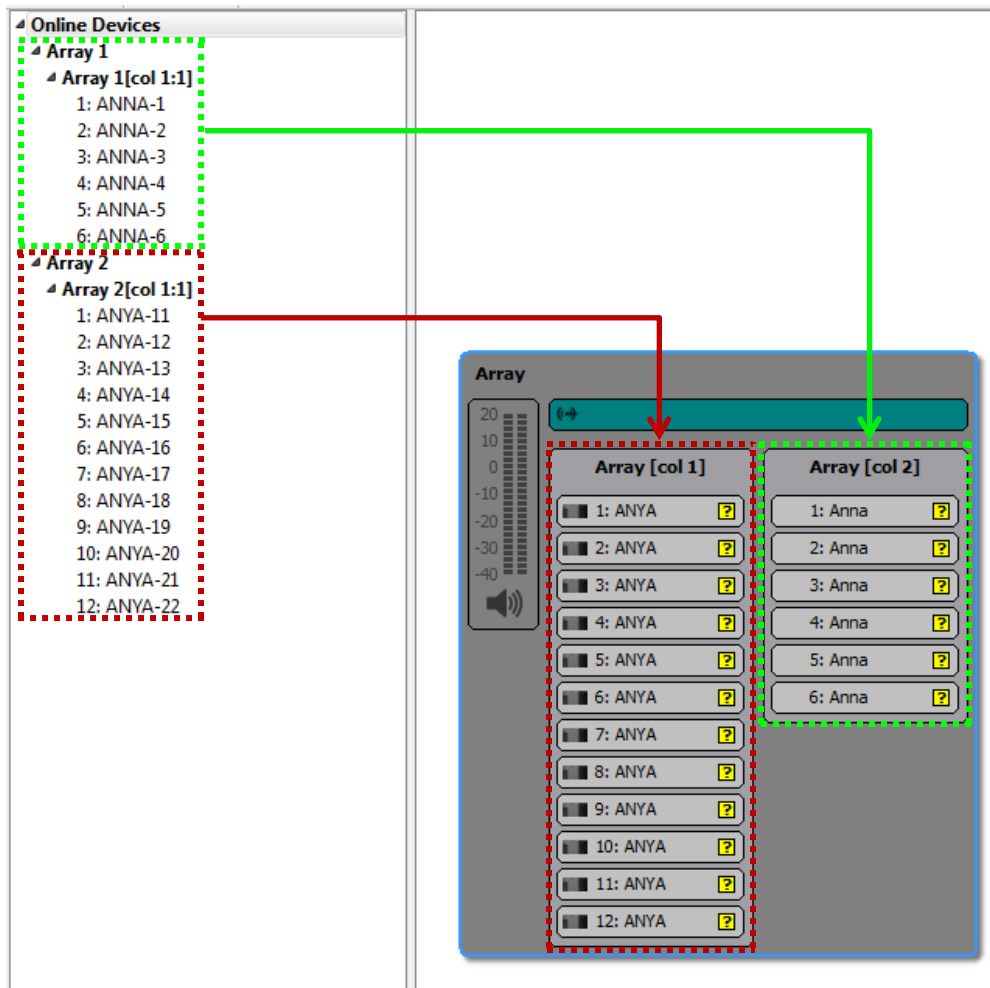 Online Devices
Array 1
Array 1[col 1:1]
1: ANNA-1
2: ANNA-2
3: ANNA-3
4: ANNA-4
5: ANNA-5
6: ANNA-6
Array 2
Array 2[col 1:1]
1: ANYA-11
2: ANYA-12
3: ANYA-13
4: ANYA-14
5: ANYA-15
6: ANYA-16
7: ANYA-17
8: ANYA-18
9: ANYA-19
10: ANYA-20
11: ANYA-21
12: ANYA-22
Array
20
10
0
-10
-20
-30
-40
Array [col 1]
1: ANYA ?
2: ANYA ?
3: ANYA ?
4: ANYA ?
5: ANYA ?
6: ANYA ?
7: ANYA ?
8: ANYA ?
9: ANYA ?
10: ANYA ?
11: ANYA ?
12: ANYA ?
Array [col 2]
1: Anna ?
2: Anna ?
3: Anna ?
4: Anna ?
5: Anna ?
6: Anna ?